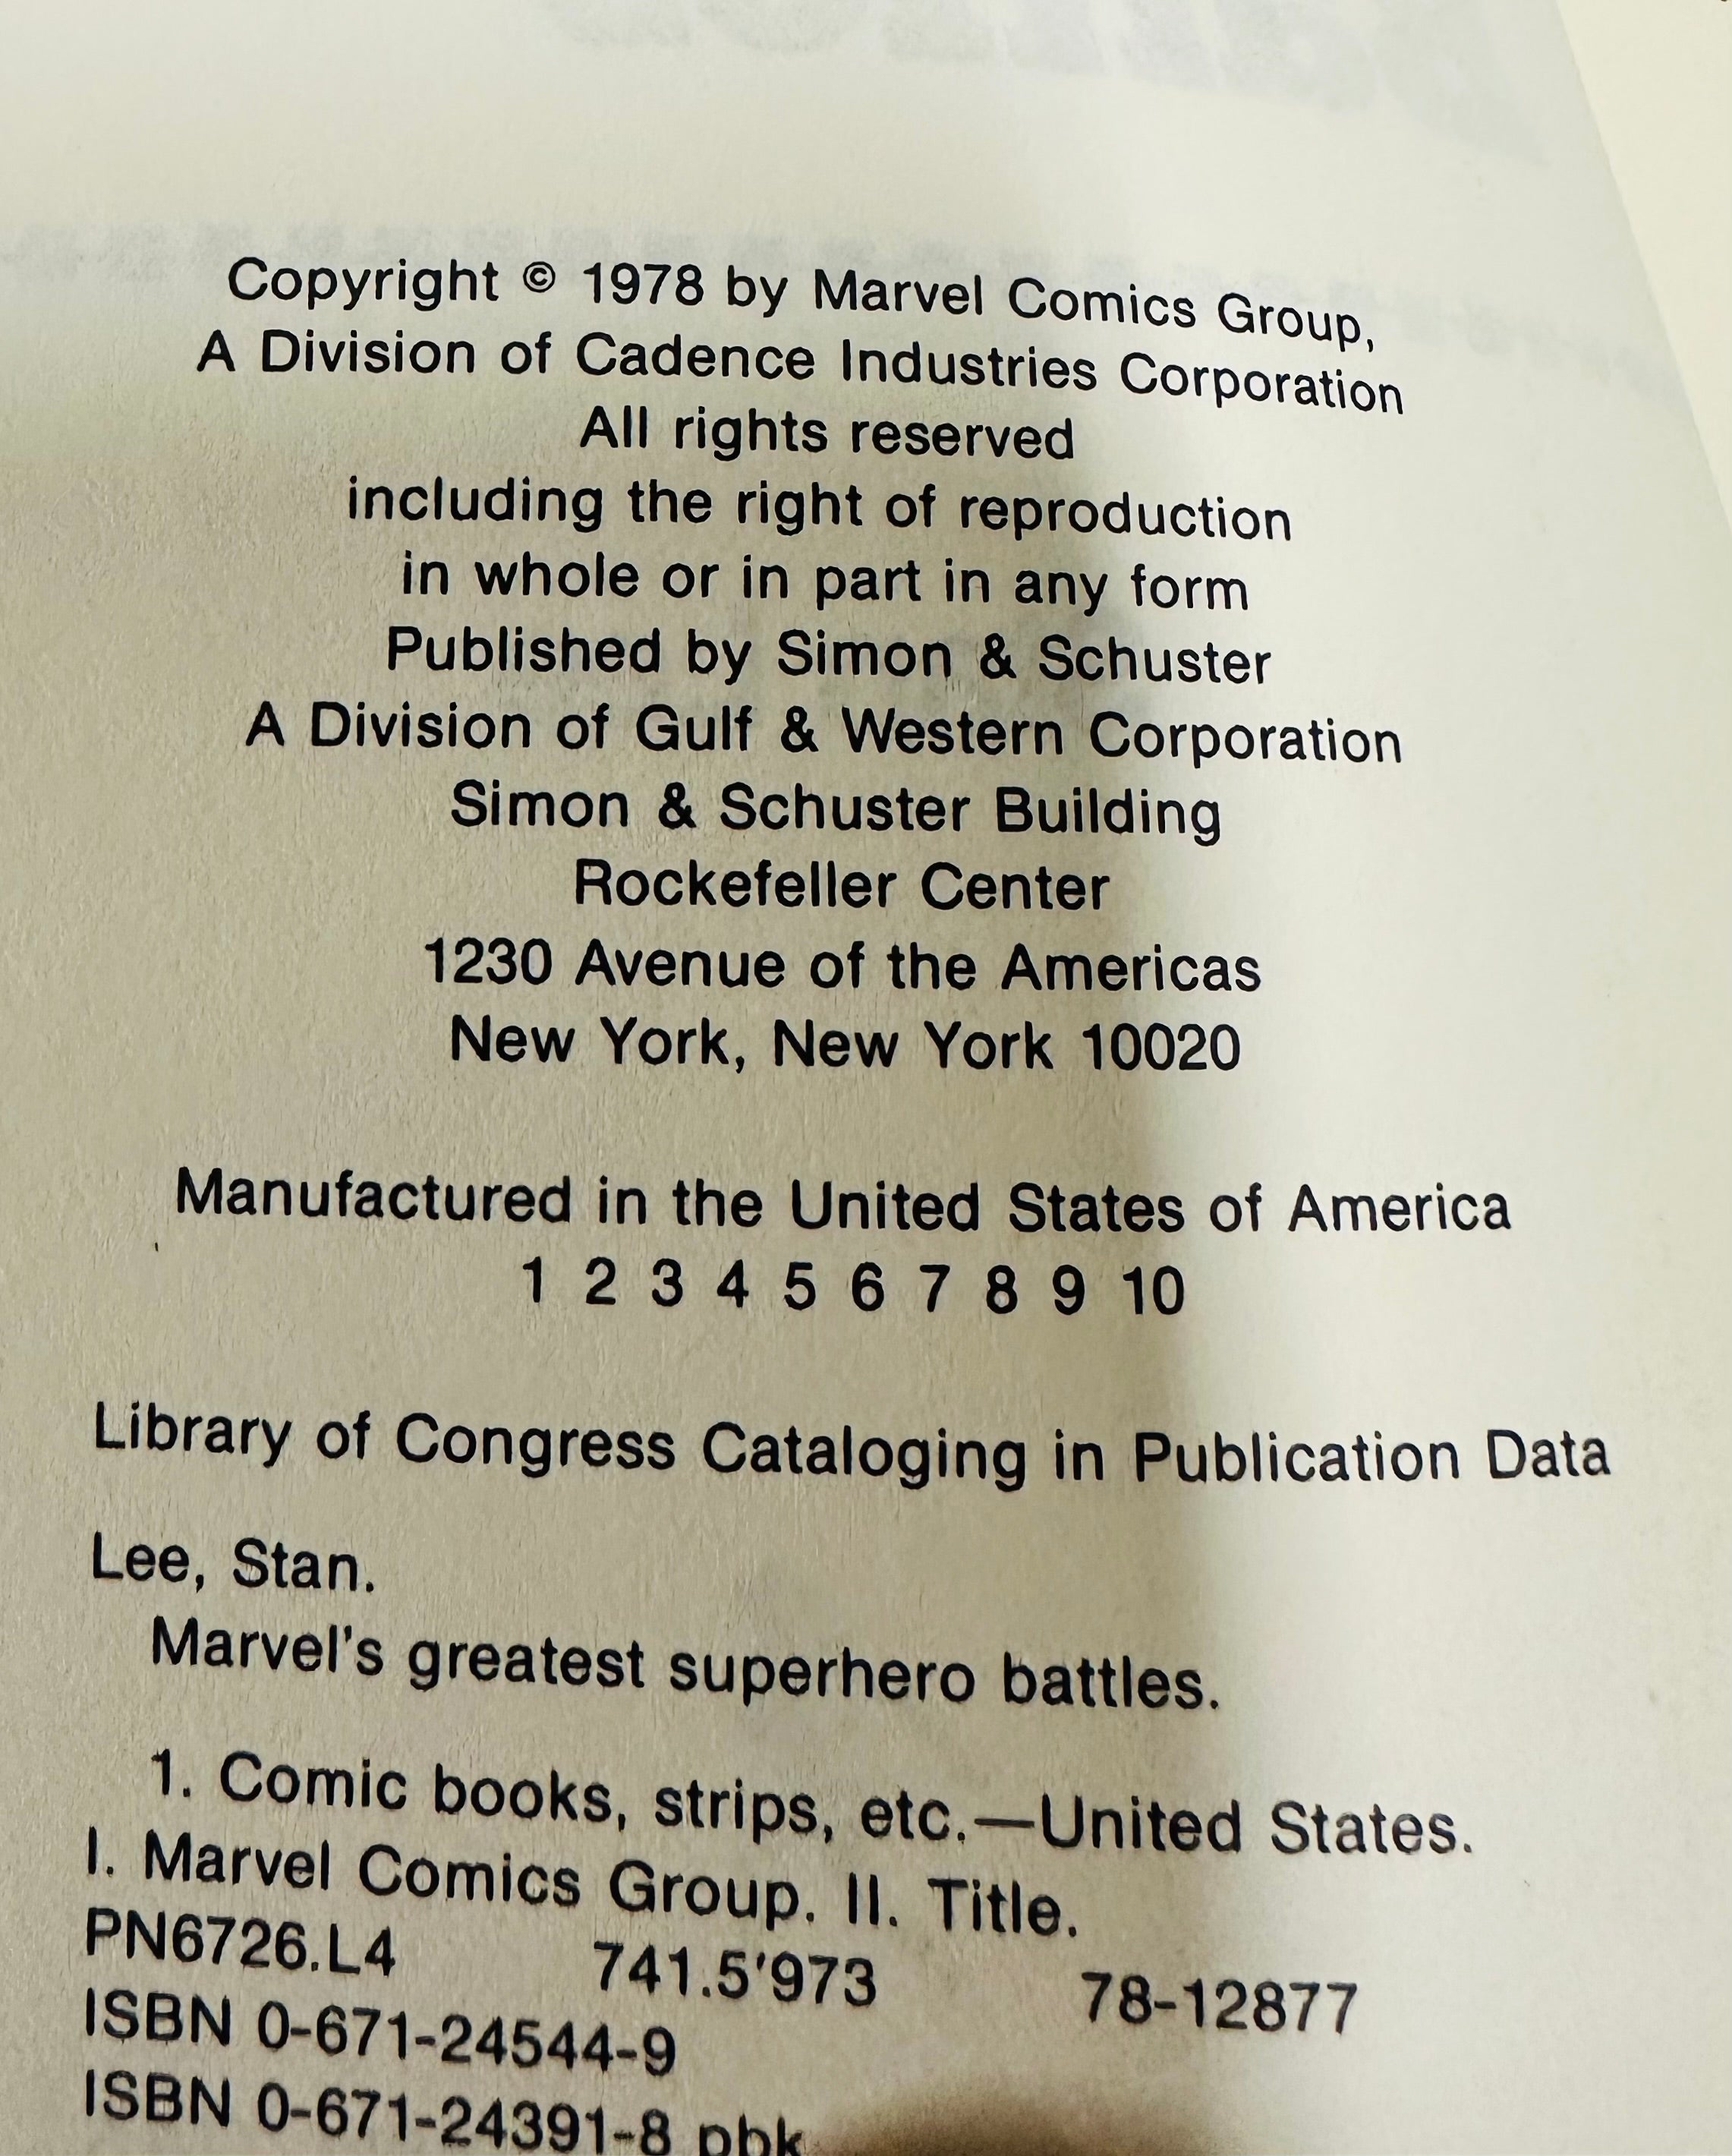 Copyright © 1978 by Marvel Comics Group,
A Division of Cadence Industries Corporation
All rights reserved
including the right of reproduction
in whole or in part in any form
Published by Simon & Schuster
A Division of Gulf & Western Corporation
Simon & Schuster Building
Rockefeller Center
1230 Avenue of the Americas
New York, New York 10020
Manufactured in the United States of America
1 2 3 4 5 6 7 8 9 10
Library of Congress Cataloging in Publication Data
Lee, Stan.
Marvel's greatest superhero battles.
1. Comic books, strips, etc.—United States.
I. Marvel Comics Group. II. Title.
PN6726.L4 741.5'973 78-12877
ISBN 0-671-24544-9
ISBN 0-671-24391-8 pbk